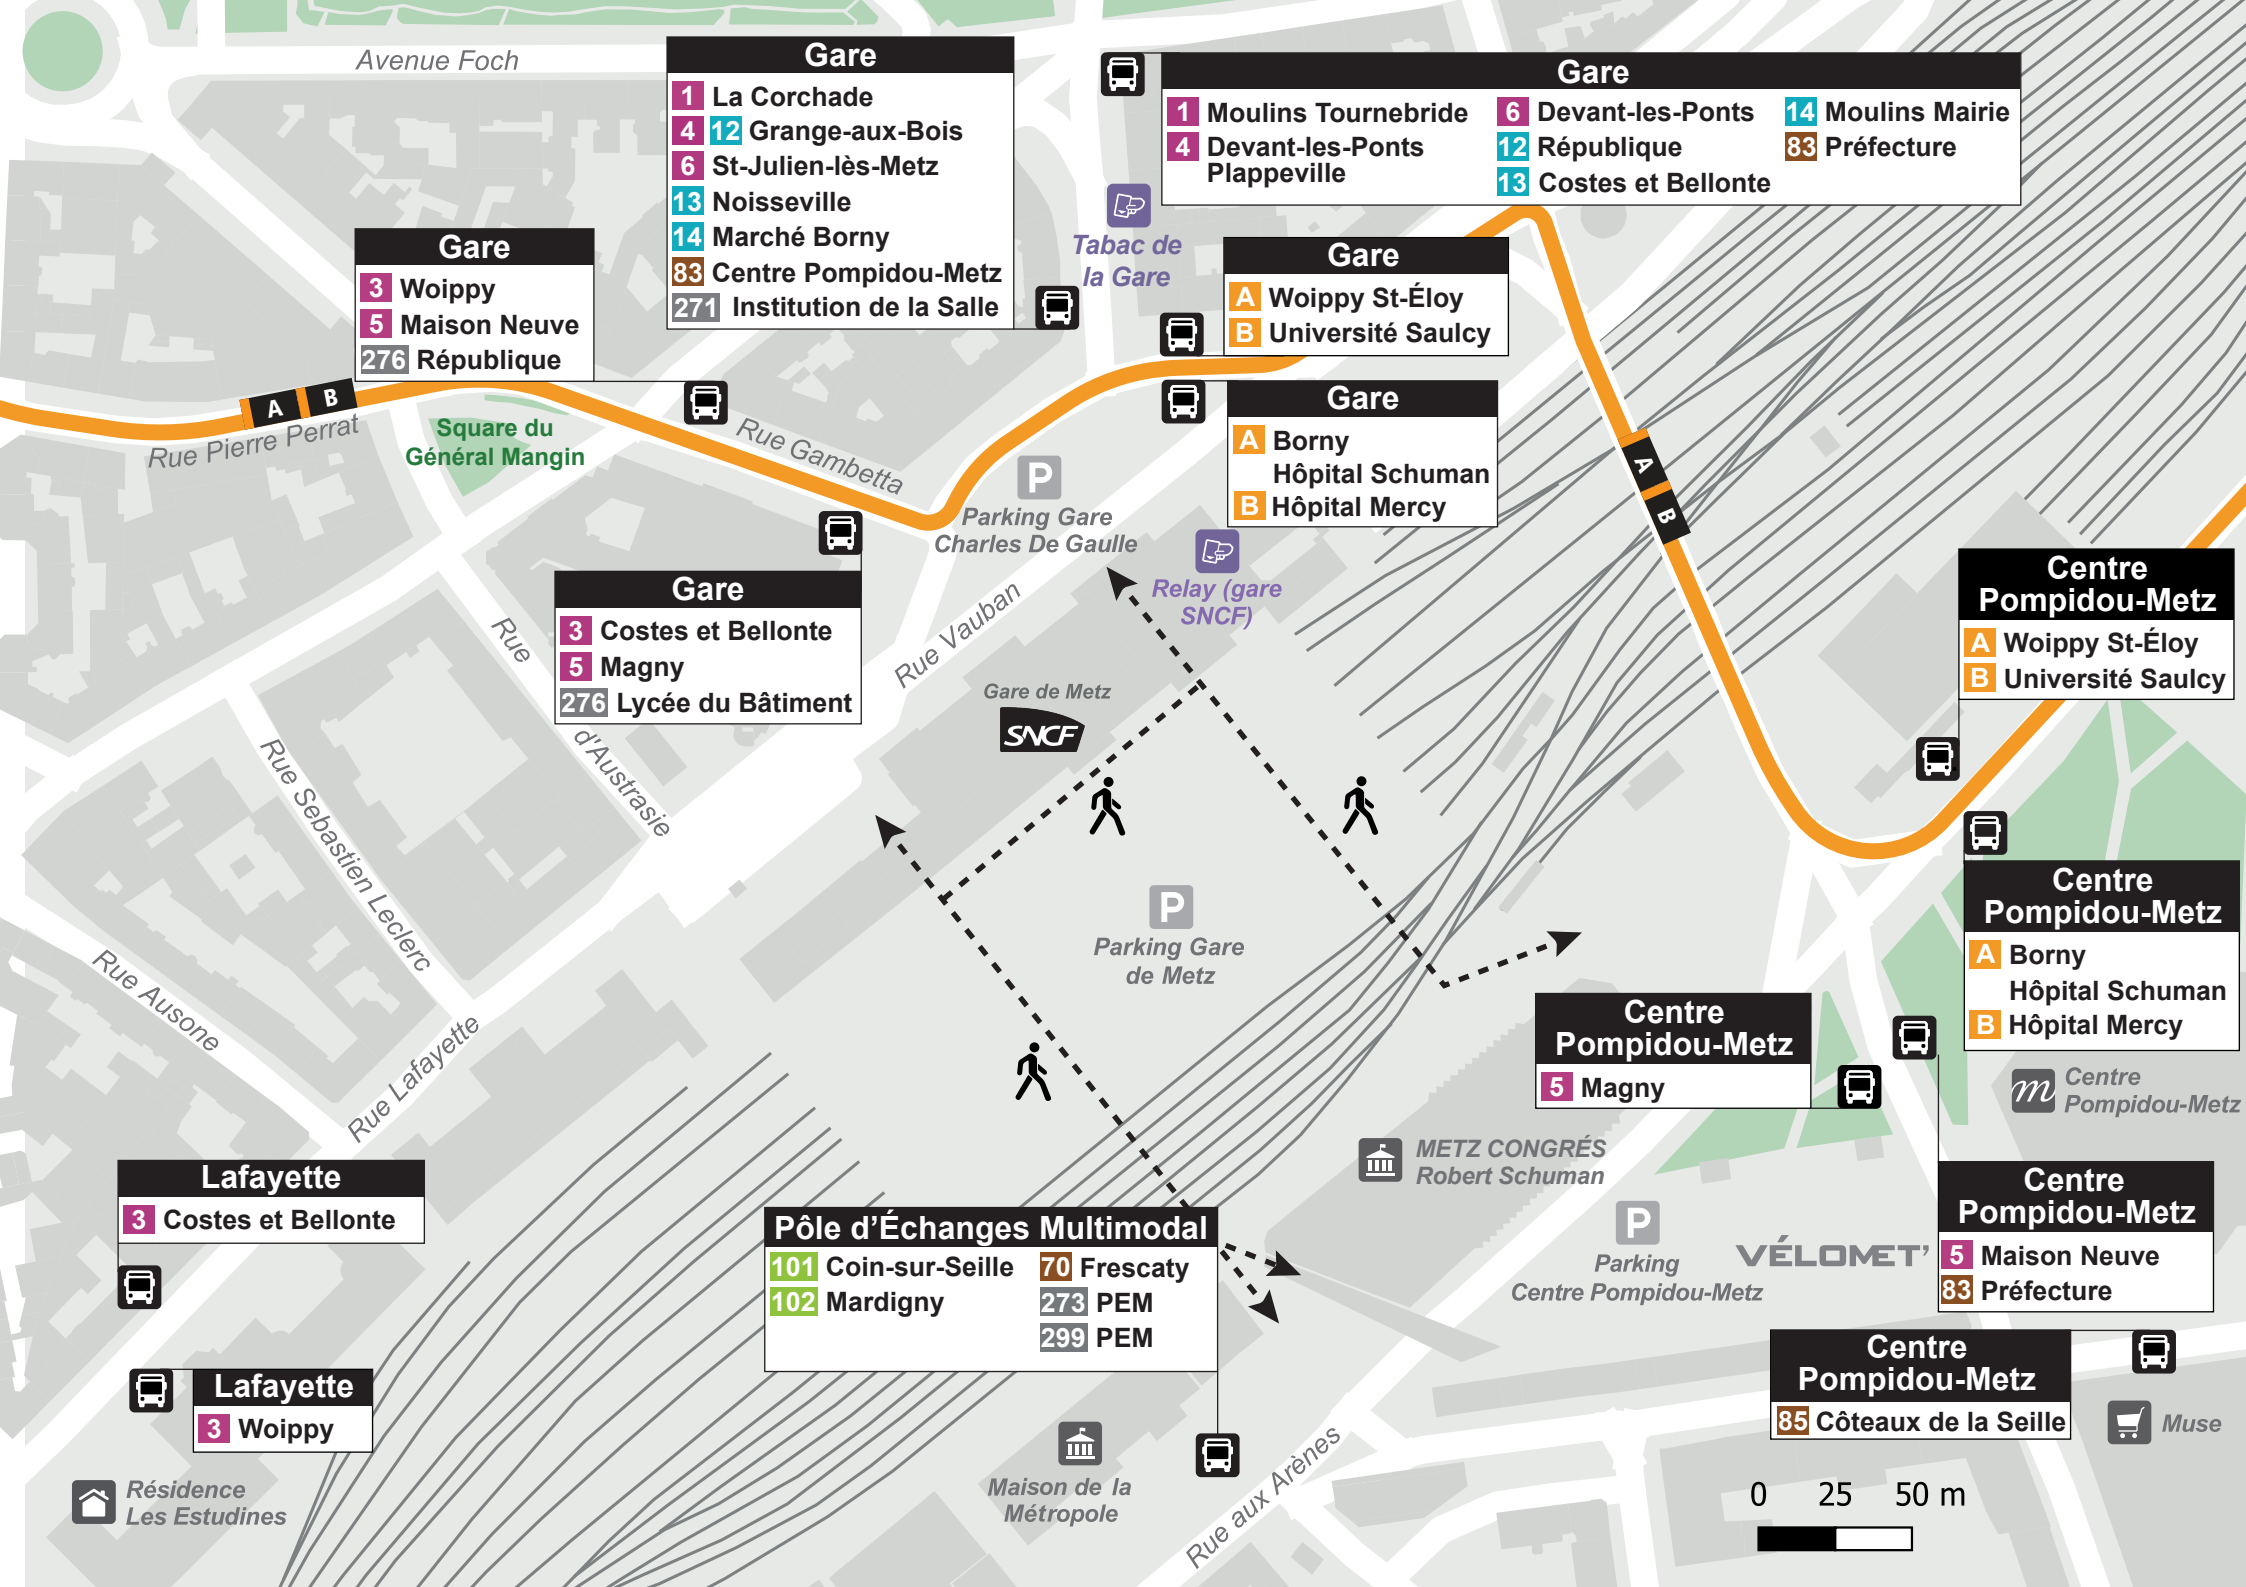 Avenue Foch
Gare
1 La Corchade
4 12 Grange-aux-Bois
6 St-Julien-lès-Metz
13 Noisseville
14 Marché Borny
83 Centre Pompidou-Metz
271 Institution de la Salle
Gare
1 Moulins Tournebride
4 Devant-les-Ponts
Plappeville
6 Devant-les-Ponts
12 République
13 Costes et Bellonte
14 Moulins Mairie
83 Préfecture
Gare
3 Woippy
5 Maison Neuve
276 République
Tabac de
la Gare
Gare
A Woippy St-Éloy
B Université Saulcy
Gare
A Borny
Hôpital Schuman
B Hôpital Mercy
A B
Rue Pierre Perrat
Square du
Général Mangin
Rue Gambetta
P
Parking Gare
Charles De Gaulle
A B
Relay (gare
SNCF)
Gare
3 Costes et Bellonte
5 Magny
276 Lycée du Bâtiment
Rue Vauban
Rue
d'Austrasie
Gare de Metz
SNCF
Centre
Pompidou-Metz
A Woippy St-Éloy
B Université Saulcy
Rue Sebastien Leclerc
Rue Ausone
Rue Lafayette
P
Parking Gare
de Metz
Centre
Pompidou-Metz
A Borny
Hôpital Schuman
B Hôpital Mercy
Centre
Pompidou-Metz
5 Magny
m
Centre
Pompidou-Metz
METZ CONGRÉS
Robert Schuman
Lafayette
3 Costes et Bellonte
Pôle d'Échanges Multimodal
101 Coin-sur-Seille
102 Mardigny
70 Frescaty
273 PEM
299 PEM
P
Parking
Centre Pompidou-Metz
VÉLOMET'
Centre
Pompidou-Metz
5 Maison Neuve
83 Préfecture
Lafayette
3 Woippy
Centre
Pompidou-Metz
85 Côteaux de la Seille
Muse
Résidence
Les Estudines
Maison de la
Métropole
Rue aux Arènes
0 25 50 m